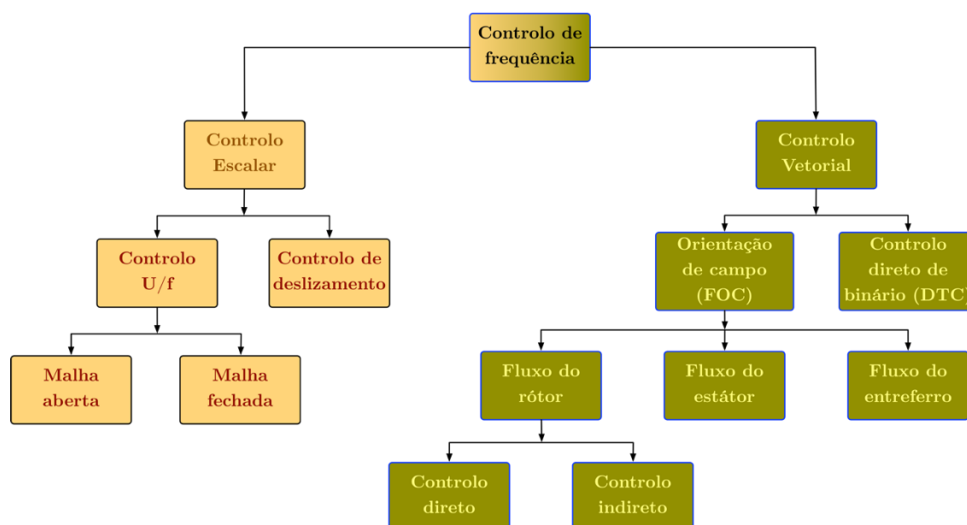 Controlo de
frequência
Controlo
Escalar
Controlo
Vetorial
Controlo
U/f
Controlo de
deslizamento
Orientação
de campo
(FOC)
Controlo
direto de
binário (DTC)
Malha
aberta
Malha
fechada
Fluxo do
rótor
Fluxo do
estátor
Fluxo do
entreferro
Controlo
direto
Controlo
indireto